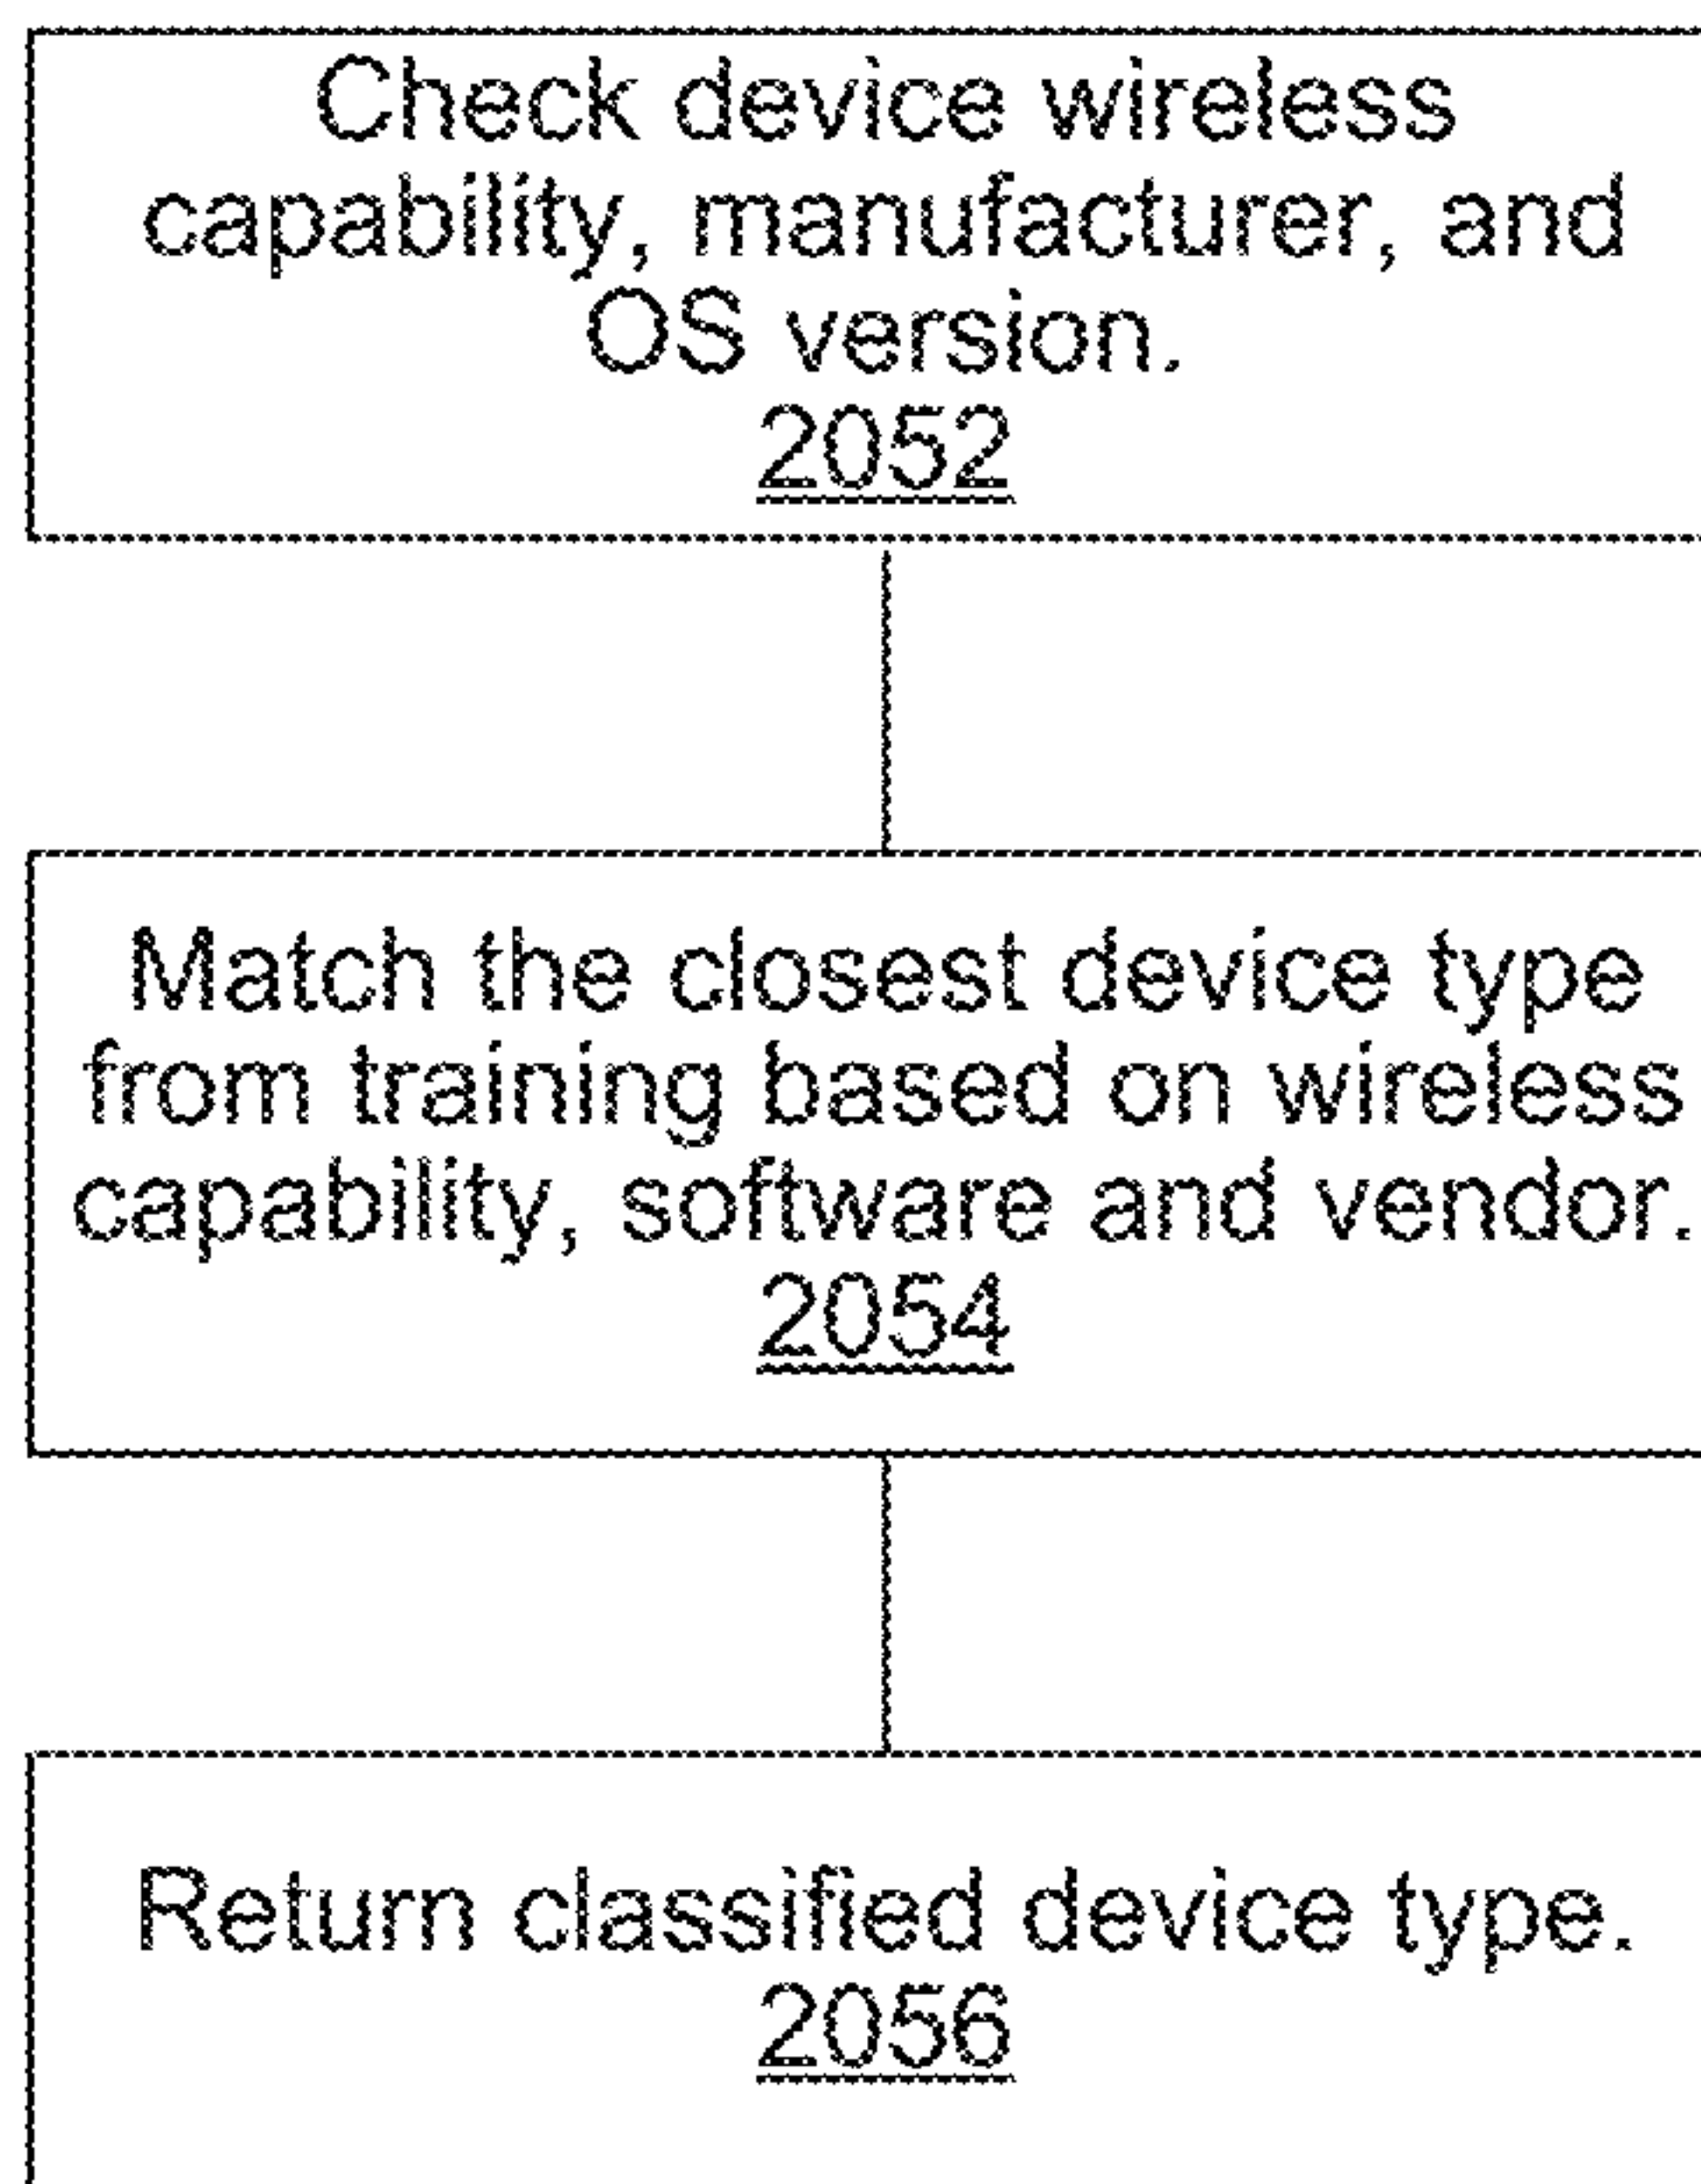 Check device wireless
capability, manufacturer, and
OS version.
2052
Match the closest device type
from training based on wireless
capability, software and vendor.
2054
Return classified device type.
2056